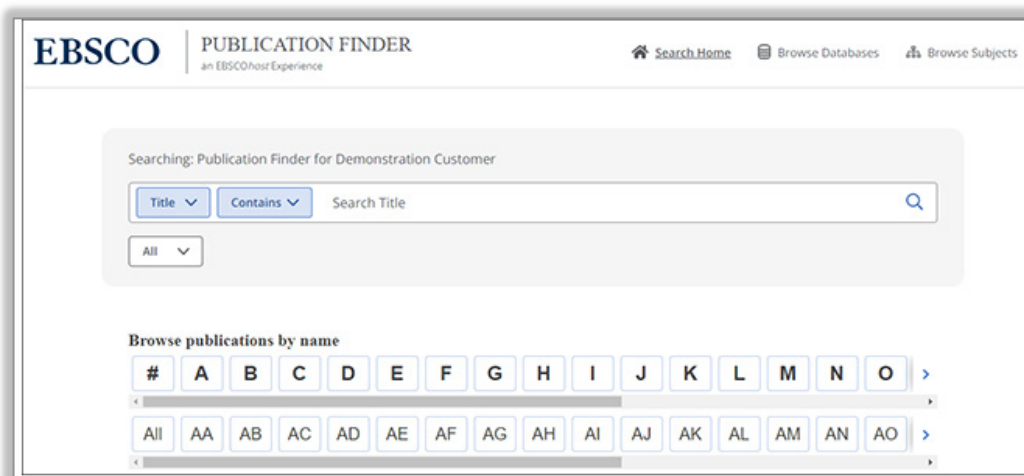 EBSCO PUBLICATION FINDER
an EBSCOhost Experience
Search Home Browse Databases Browse Subjects
Searching: Publication Finder for Demonstration Customer
Title Contains Search Title
All
Browse publications by name
# A B C D E F G H I J K L M N O
All AA AB AC AD AE AF AG AH AI AJ AK AL AM AN AO